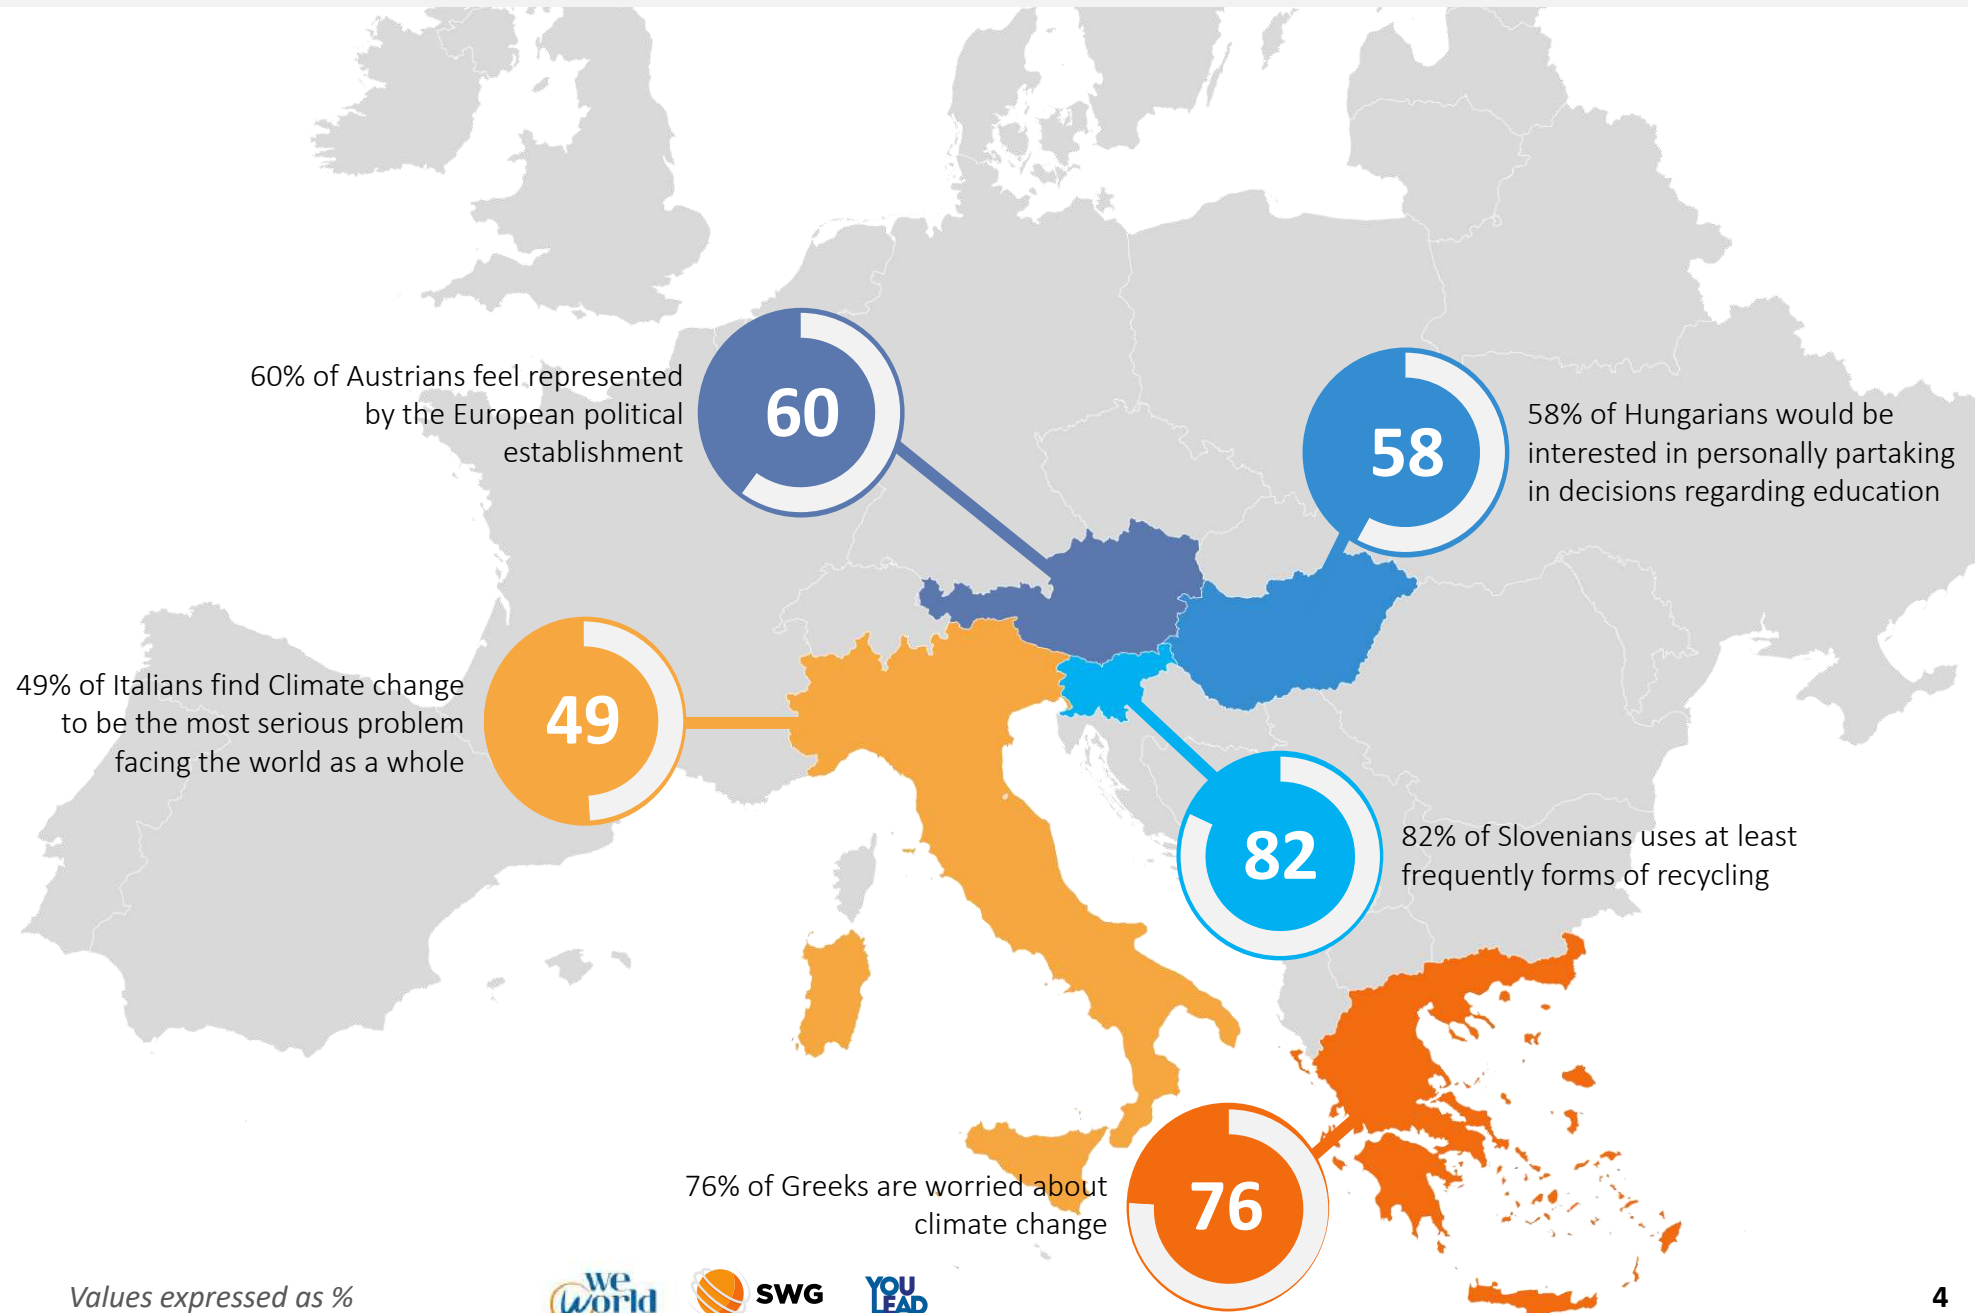 60% of Austrians feel represented
by the European political
establishment
60
58
58% of Hungarians would be
interested in personally partaking
in decisions regarding education
49% of Italians find Climate change
to be the most serious problem
facing the world as a whole
49
82
82% of Slovenians uses at least
frequently forms of recycling
76% of Greeks are worried about
climate change
76
Values expressed as %
we
world
SWG
YOU
LEAD
4